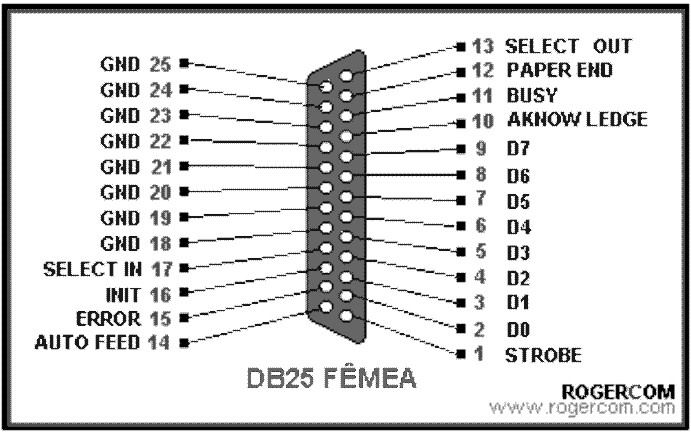 GND 25
GND 24
GND 23
GND 22
GND 21
GND 20
GND 19
GND 18
SELECT IN 17
INIT 16
ERROR 15
AUTO FEED 14
13 SELECT OUT
12 PAPER END
11 BUSY
10 AKNOW LEDGE
9 D7
8 D6
7 D5
6 D4
5 D3
4 D2
3 D1
2 D0
1 STROBE
DB25 FÊMEA
ROGERCOM
www.rogercom.com